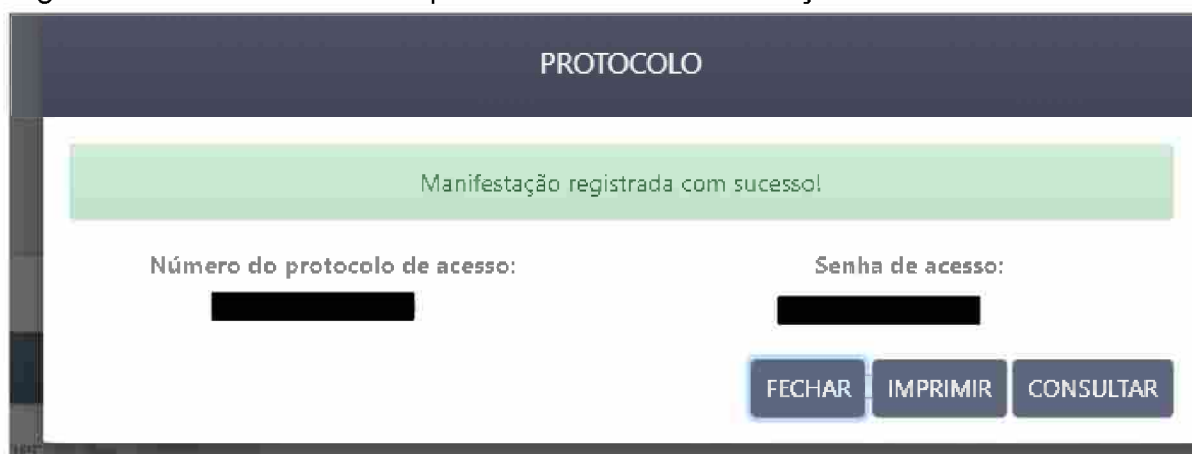 PROTOCOLO
Manifestação registrada com sucesso!
Número do protocolo de acesso:
Senha de acesso:
FECHAR IMPRIMIR CONSULTAR